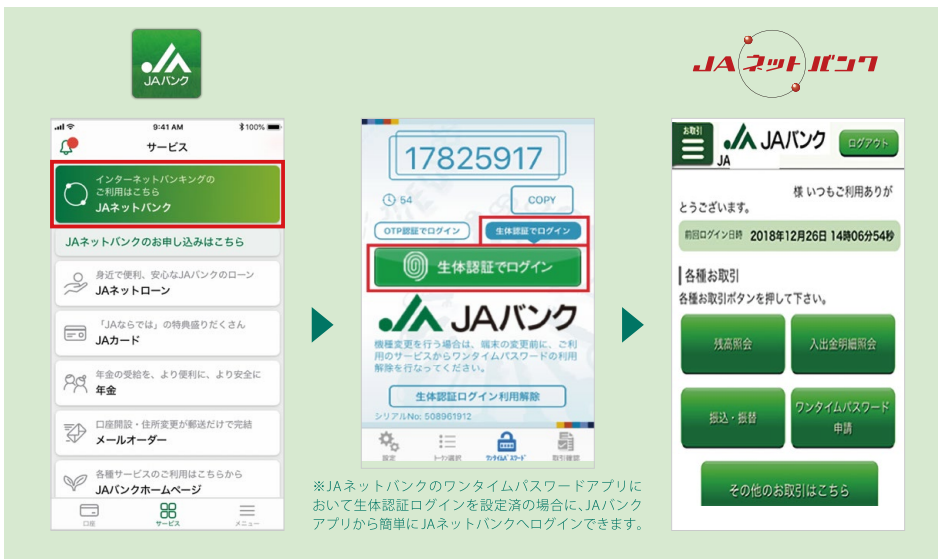 JAバンク
JAネットバンク
9:41 AM
100%
サービス
インターネットバンキングの
ご利用はこちら
JAネットバンク
JAネットバンクのお申し込みはこちら
身近で便利、安心なJAバンクのローン
JAネットローン
「JAならでは」の特典盛りだくさん
JAカード
年金の受給を、より便利に、より安全に
年金
口座開設・住所変更が郵送だけで完結
メールオーダー
各種サービスのご利用はこちらから
JAバンクホームページ
口座
サービス
メニュー
17825917
54
COPY
OTP認証でログイン
生体認証でログイン
生体認証でログイン
JAバンク
機種変更を行う場合は、端末の変更前に、ご利
用のサービスからワンタイムパスワードの利用
解除を行なってください。
生体認証ログイン利用解除
シリアルNo: 508961912
設定
トークン選択
ワンタイムパスワード
取引確認
※JAネットバンクのワンタイムパスワードアプリに
おいて生体認証ログインを設定済の場合に、JAバンク
アプリから簡単にJAネットバンクへログインできます。
お取引
JA
JAバンク
ログアウト
様 いつもご利用ありが
とうございます。
前回ログイン日時 2018年12月26日 14時06分54秒
各種お取引
各種お取引ボタンを押して下さい。
残高照会
入出金明細照会
振込・振替
ワンタイムパスワード
申請
その他のお取引はこちら